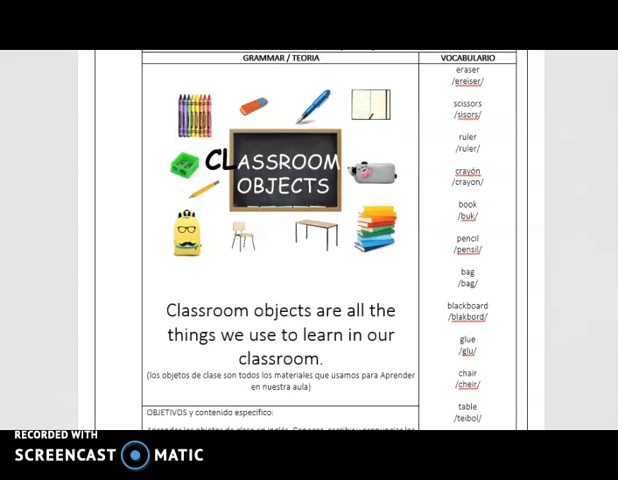 GRAMMAR / TEORIA
VOCABULARIO
CLASSROOM
OBJECTS
Classroom objects are all the
things we use to learn in our
classroom.
(los objetos de clase son todos los materiales que usamos para Aprender
en nuestra aula)
OBJETIVOS y contenido específico:
eraser
/ereiser/
scissors
/sisors/
ruler
/ruler/
crayón
/crayon/
book
/buk/
pencil
/pensil/
bag
/bag/
blackboard
/blakbord/
glue
/glu/
chair
/cheir/
table
/teibol/
RECORDED WITH
SCREENCAST MATIC